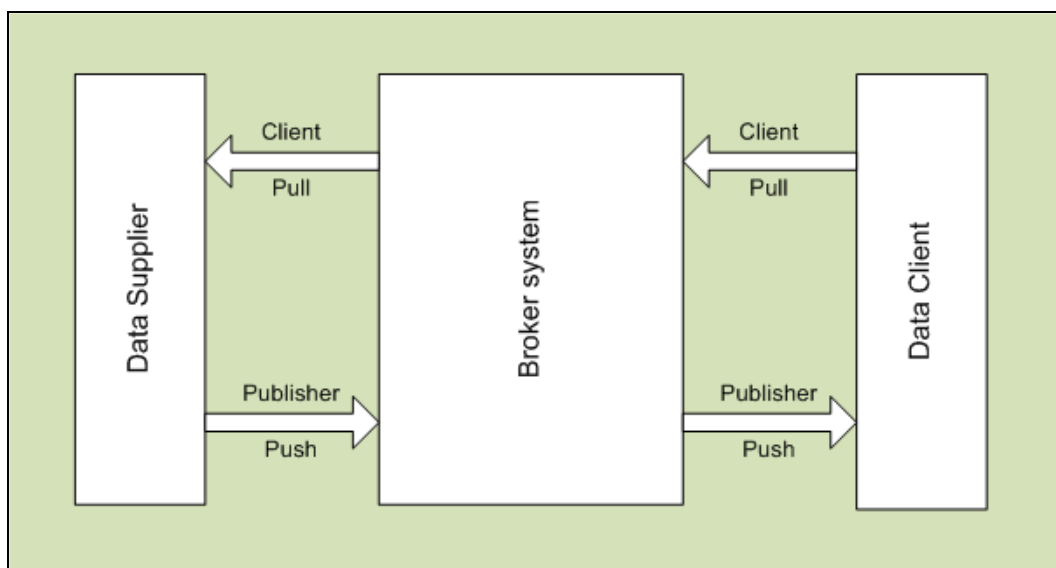 Client
Pull
Client
Pull
Data Supplier
Broker system
Data Client
Publisher
Push
Publisher
Push